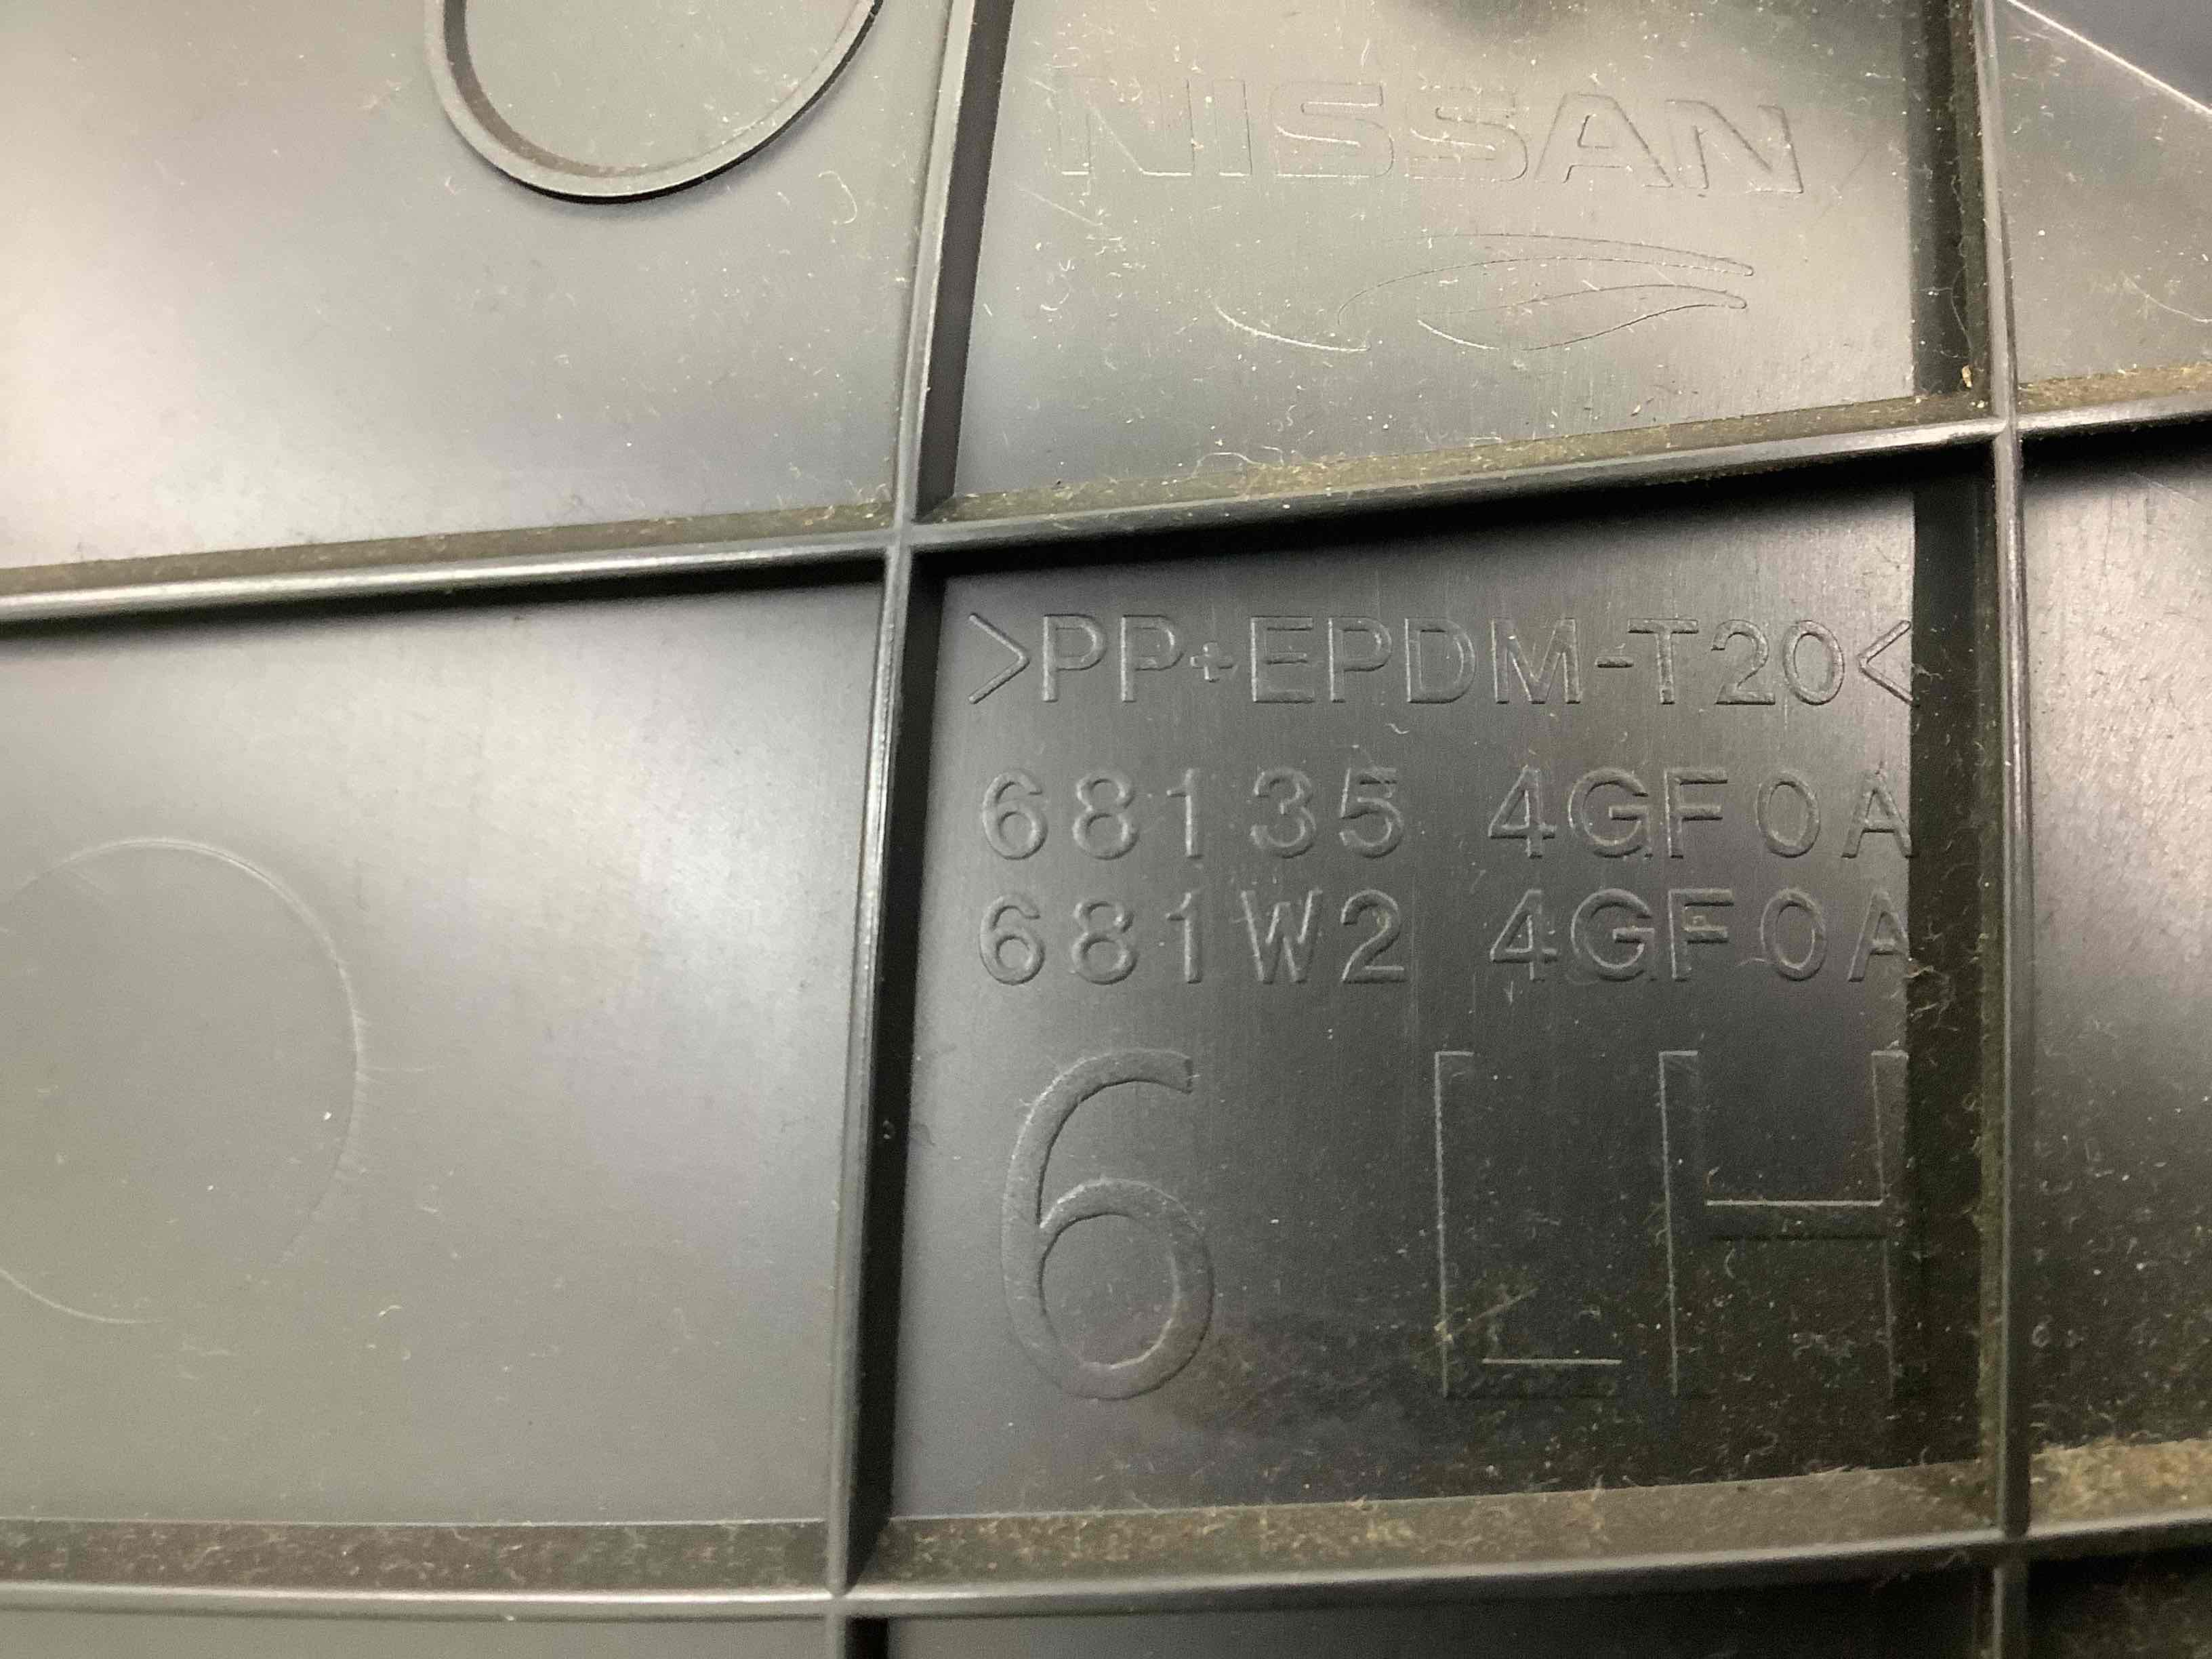 NISSAN
>PP+EPDM-T20<
68135 4GF0A
681W2 4GF0A
6 LH